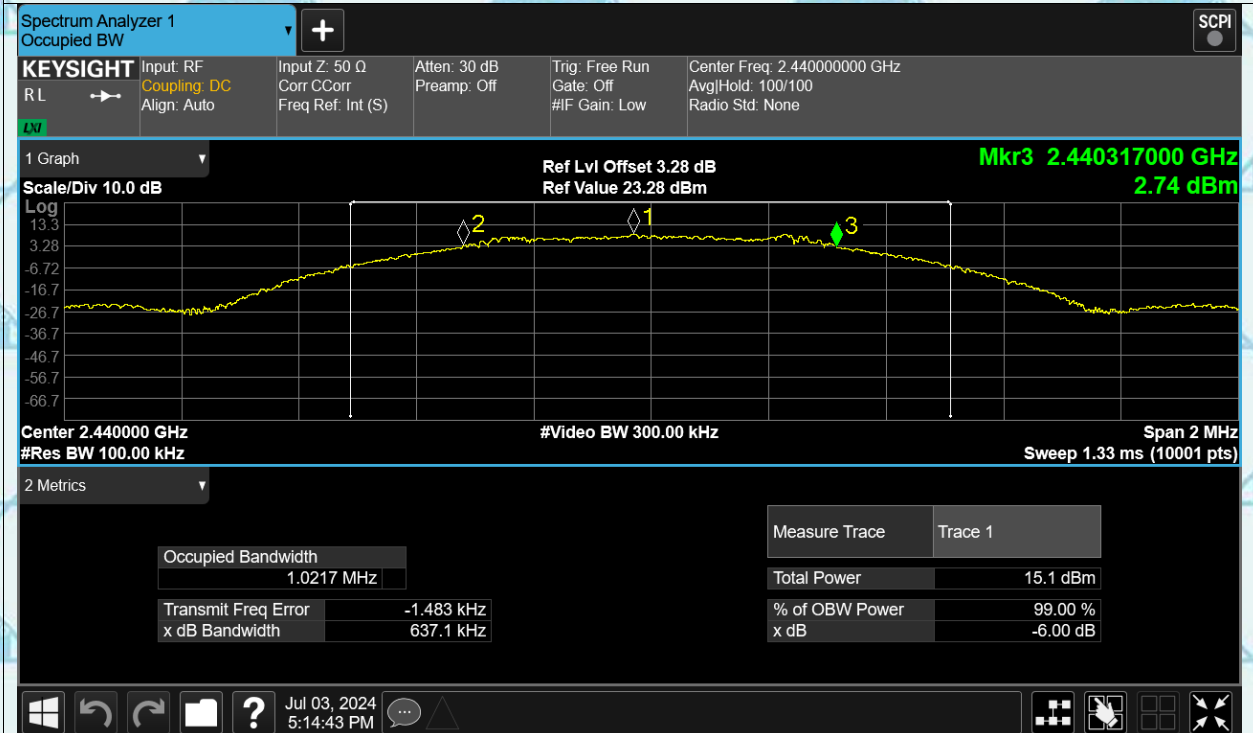 Spectrum Analyzer 1
Occupied BW
SCPI
KEYSIGHT
R L
LXI
Input: RF
Coupling: DC
Align: Auto
Input Z: 50 Ω
Corr CCorr
Freq Ref: Int (S)
Atten: 30 dB
Preamp: Off
Trig: Free Run
Gate: Off
#IF Gain: Low
Center Freq: 2.440000000 GHz
Avg|Hold: 100/100
Radio Std: None
1 Graph
Scale/Div 10.0 dB
Ref Lvl Offset 3.28 dB
Ref Value 23.28 dBm
Mkr3 2.440317000 GHz
2.74 dBm
Log
13.3
3.28
-6.72
-16.7
-26.7
-36.7
-46.7
-56.7
-66.7
2
1
3
Center 2.440000 GHz
#Res BW 100.00 kHz
#Video BW 300.00 kHz
Span 2 MHz
Sweep 1.33 ms (10001 pts)
2 Metrics
Occupied Bandwidth
1.0217 MHz
Transmit Freq Error -1.483 kHz
x dB Bandwidth 637.1 kHz
Measure Trace Trace 1
Total Power 15.1 dBm
% of OBW Power 99.00 %
x dB -6.00 dB
?
Jul 03, 2024
5:14:43 PM